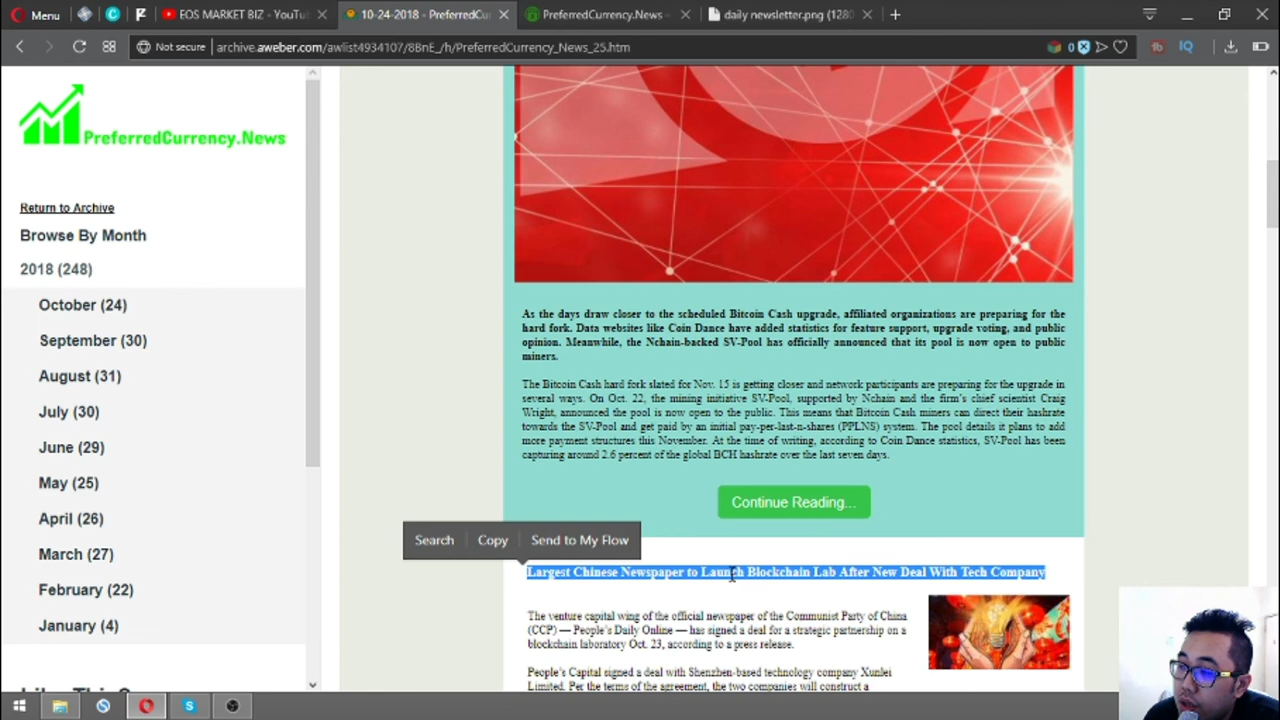 Menu
EOS MARKET BIZ - YouTu
10-24-2018 - PreferredCu
PreferredCurrency.News -
daily newsletter.png (1280
Not secure
archive.aweber.com/awlist4934107/8BnE_/h/PreferredCurrency_News_25.htm
0
IQ
PreferredCurrency.News
Return to Archive
Browse By Month
2018 (248)
October (24)
September (30)
August (31)
July (30)
June (29)
May (25)
April (26)
March (27)
February (22)
January (4)
As the days draw closer to the scheduled Bitcoin Cash upgrade, affiliated organizations are preparing for the
hard fork. Data websites like Coin Dance have added statistics for feature support, upgrade voting, and public
opinion. Meanwhile, the Nchain-backed SV-Pool has officially announced that its pool is now open to public
miners.
The Bitcoin Cash hard fork slated for Nov. 15 is getting closer and network participants are preparing for the upgrade in
several ways. On Oct. 22, the mining initiative SV-Pool, supported by Nchain and the firm's chief scientist Craig
Wright, announced the pool is now open to the public. This means that Bitcoin Cash miners can direct their hashrate
towards the SV-Pool and get paid by an initial pay-per-last-n-shares (PPLNS) system. The pool details it plans to add
more payment structures this November. At the time of writing, according to Coin Dance statistics, SV-Pool has been
capturing around 2.6 percent of the global BCH hashrate over the last seven days.
Continue Reading...
Search
Copy
Send to My Flow
Largest Chinese Newspaper to Launch Blockchain Lab After New Deal With Tech Company
The venture capital wing of the official newspaper of the Communist Party of China
(CCP) — People's Daily Online — has signed a deal for a strategic partnership on a
blockchain laboratory Oct. 23, according to a press release.
People's Capital signed a deal with Shenzhen-based technology company Xunlei
Limited. Per the terms of the agreement, the two companies will construct a